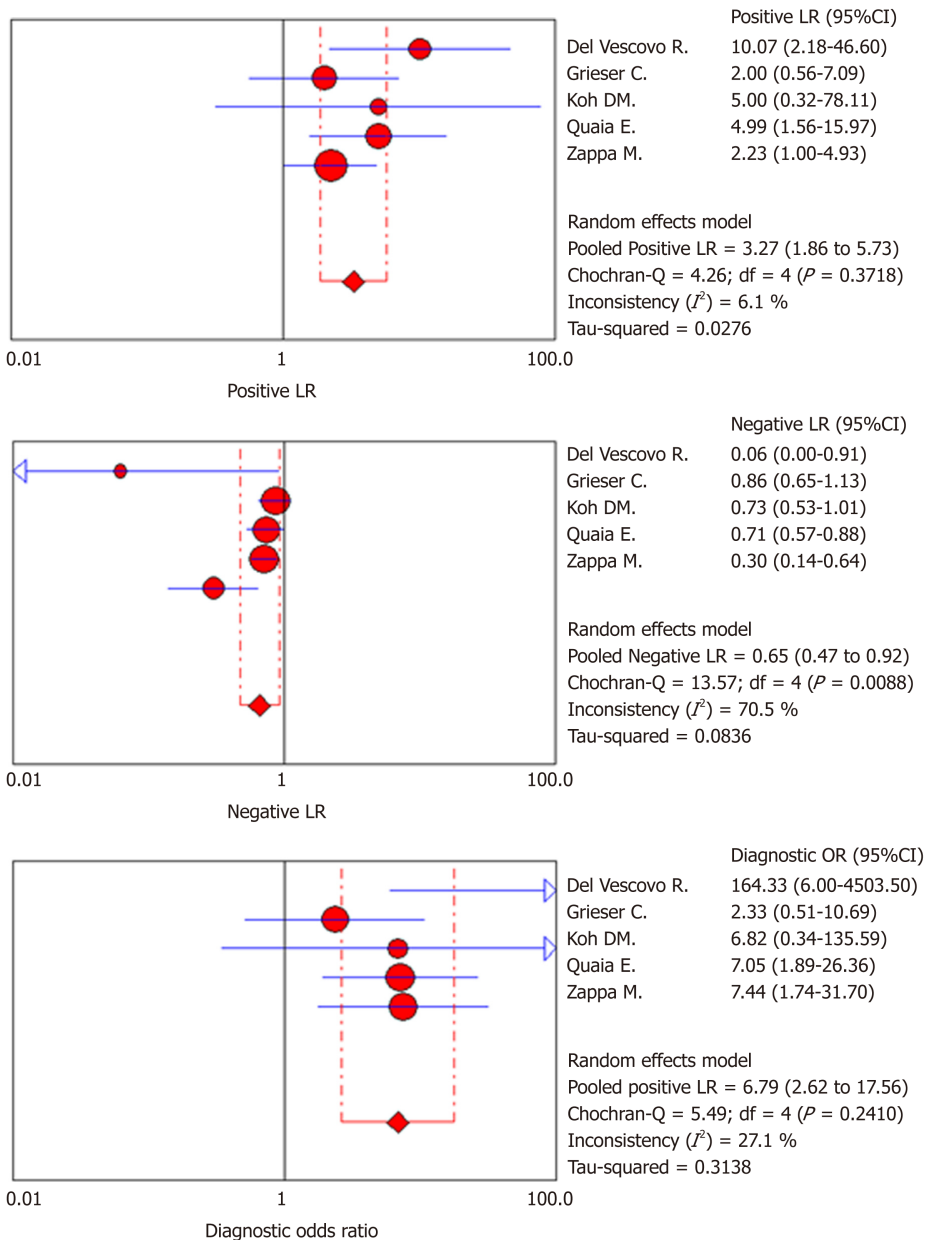 Positive LR (95%CI)
Del Vescovo R. 10.07 (2.18-46.60)
Grieser C. 2.00 (0.56-7.09)
Koh DM. 5.00 (0.32-78.11)
Quaia E. 4.99 (1.56-15.97)
Zappa M. 2.23 (1.00-4.93)
Random effects model
Pooled Positive LR = 3.27 (1.86 to 5.73)
Chochran-Q = 4.26; df = 4 (P = 0.3718)
Inconsistency (I²) = 6.1 %
Tau-squared = 0.0276
0.01 1 100.0
Positive LR
Negative LR (95%CI)
Del Vescovo R. 0.06 (0.00-0.91)
Grieser C. 0.86 (0.65-1.13)
Koh DM. 0.73 (0.53-1.01)
Quaia E. 0.71 (0.57-0.88)
Zappa M. 0.30 (0.14-0.64)
Random effects model
Pooled Negative LR = 0.65 (0.47 to 0.92)
Chochran-Q = 13.57; df = 4 (P = 0.0088)
Inconsistency (I²) = 70.5 %
Tau-squared = 0.0836
0.01 1 100.0
Negative LR
Diagnostic OR (95%CI)
Del Vescovo R. 164.33 (6.00-4503.50)
Grieser C. 2.33 (0.51-10.69)
Koh DM. 6.82 (0.34-135.59)
Quaia E. 7.05 (1.89-26.36)
Zappa M. 7.44 (1.74-31.70)
Random effects model
Pooled positive LR = 6.79 (2.62 to 17.56)
Chochran-Q = 5.49; df = 4 (P = 0.2410)
Inconsistency (I²) = 27.1 %
Tau-squared = 0.3138
0.01 1 100.0
Diagnostic odds ratio